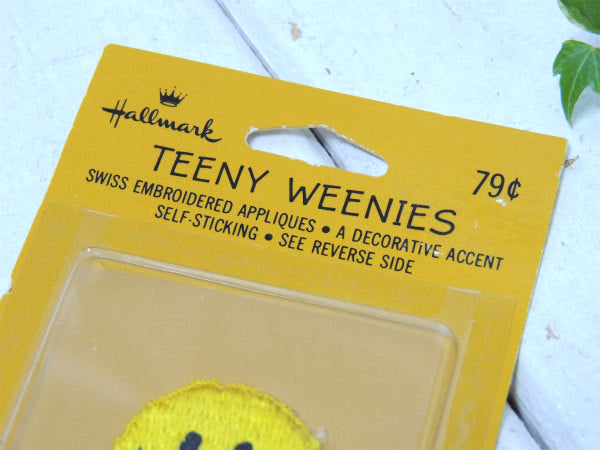 Hallmark
TEENY WEENIES 79¢
SWISS EMBROIDERED APPLIQUES • A DECORATIVE ACCENT
SELF-STICKING • SEE REVERSE SIDE